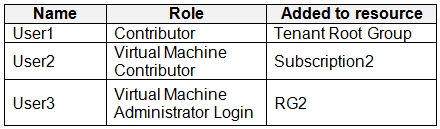 Name Role Added to resource
User1 Contributor Tenant Root Group
User2 Virtual Machine Contributor Subscription2
User3 Virtual Machine Administrator Login RG2